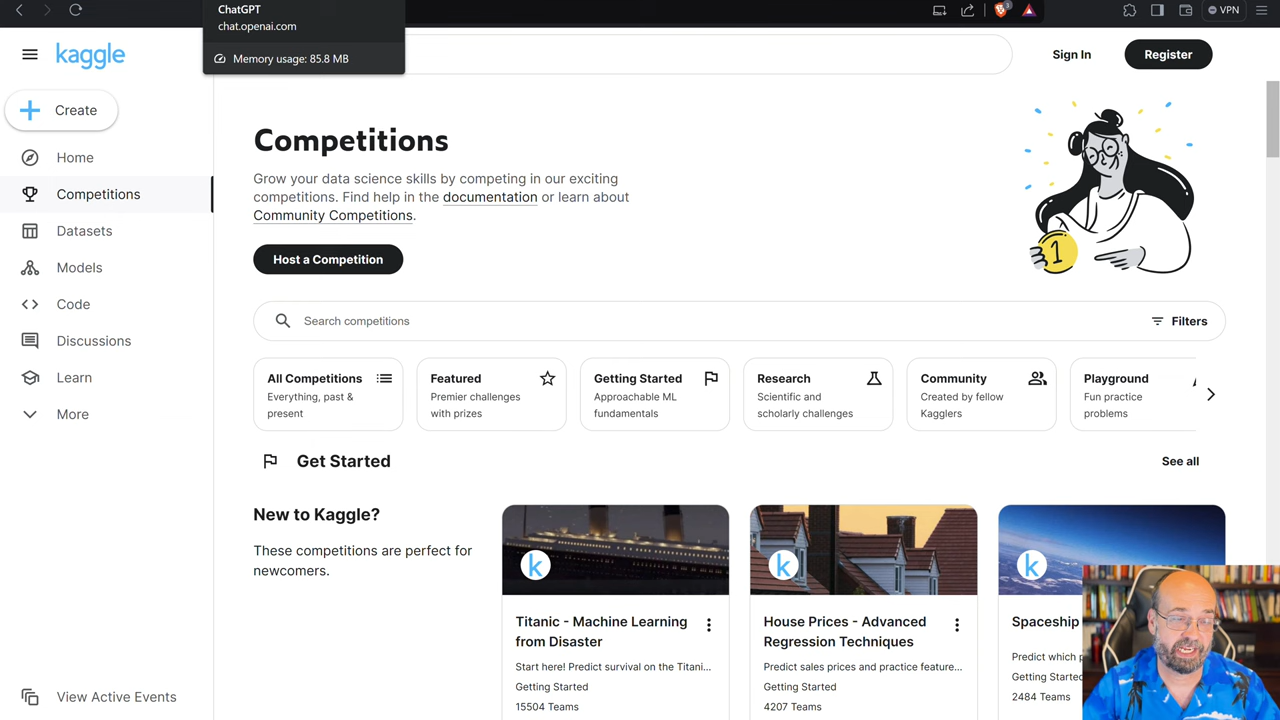 ChatGPT
chat.openai.com
Memory usage: 85.8 MB
3
VPN
kaggle
Sign In
Register
Create
Home
Competitions
Datasets
Models
Code
Discussions
Learn
More
View Active Events
Competitions
Grow your data science skills by competing in our exciting
competitions. Find help in the documentation or learn about
Community Competitions.
1
Host a Competition
Search competitions
Filters
All Competitions
Everything, past &
present
Featured
Premier challenges
with prizes
Getting Started
Approachable ML
fundamentals
Research
Scientific and
scholarly challenges
Community
Created by fellow
Kagglers
Playground
Fun practice
problems
Get Started
See all
New to Kaggle?
These competitions are perfect for
newcomers.
k
Titanic - Machine Learning
from Disaster
Start here! Predict survival on the Titani...
Getting Started
15504 Teams
k
House Prices - Advanced
Regression Techniques
Predict sales prices and practice feature...
Getting Started
4207 Teams
k
Spaceship
Predict which
Getting Started
2484 Teams